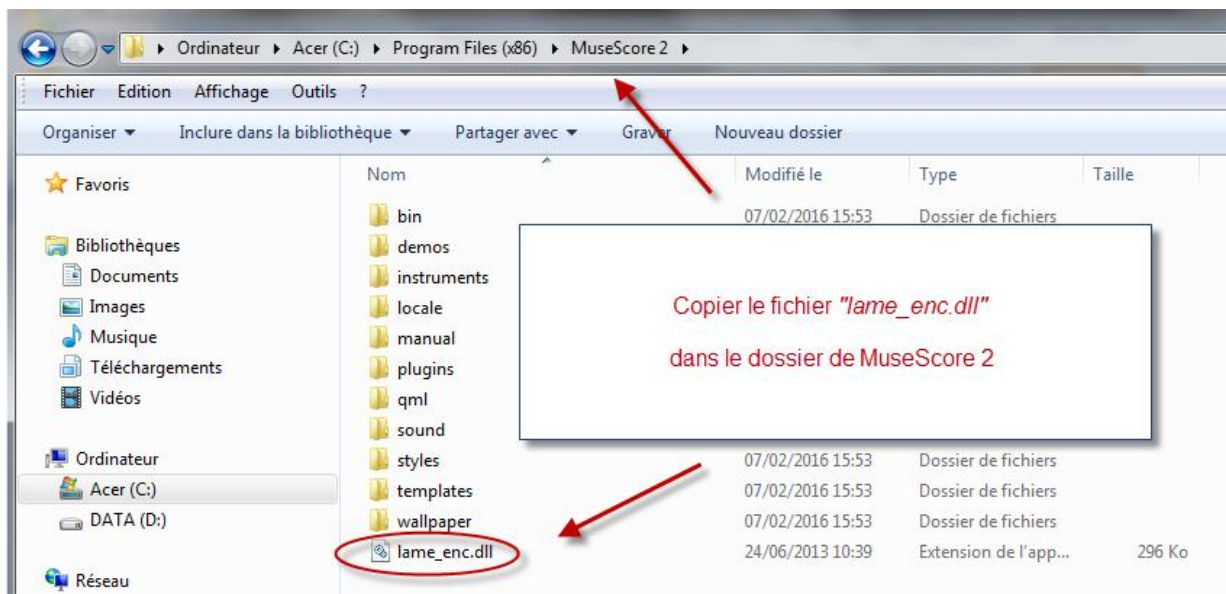 Ordinateur Acer (C:) Program Files (x86) MuseScore 2
Fichier Edition Affichage Outils ?
Organiser Inclure dans la bibliothèque Partager avec Graver Nouveau dossier
Nom Modifié le Type Taille
Favoris
Bibliothèques
Documents
Images
Musique
Téléchargements
Vidéos
Ordinateur
Acer (C:)
DATA (D:)
Réseau
bin 07/02/2016 15:53 Dossier de fichiers
demos
instruments
locale
manual
plugins
qml
sound
styles 07/02/2016 15:53 Dossier de fichiers
templates 07/02/2016 15:53 Dossier de fichiers
wallpaper 07/02/2016 15:53 Dossier de fichiers
lame_enc.dll 24/06/2013 10:39 Extension de l'app... 296 Ko
Copier le fichier "lame_enc.dll"
dans le dossier de MuseScore 2